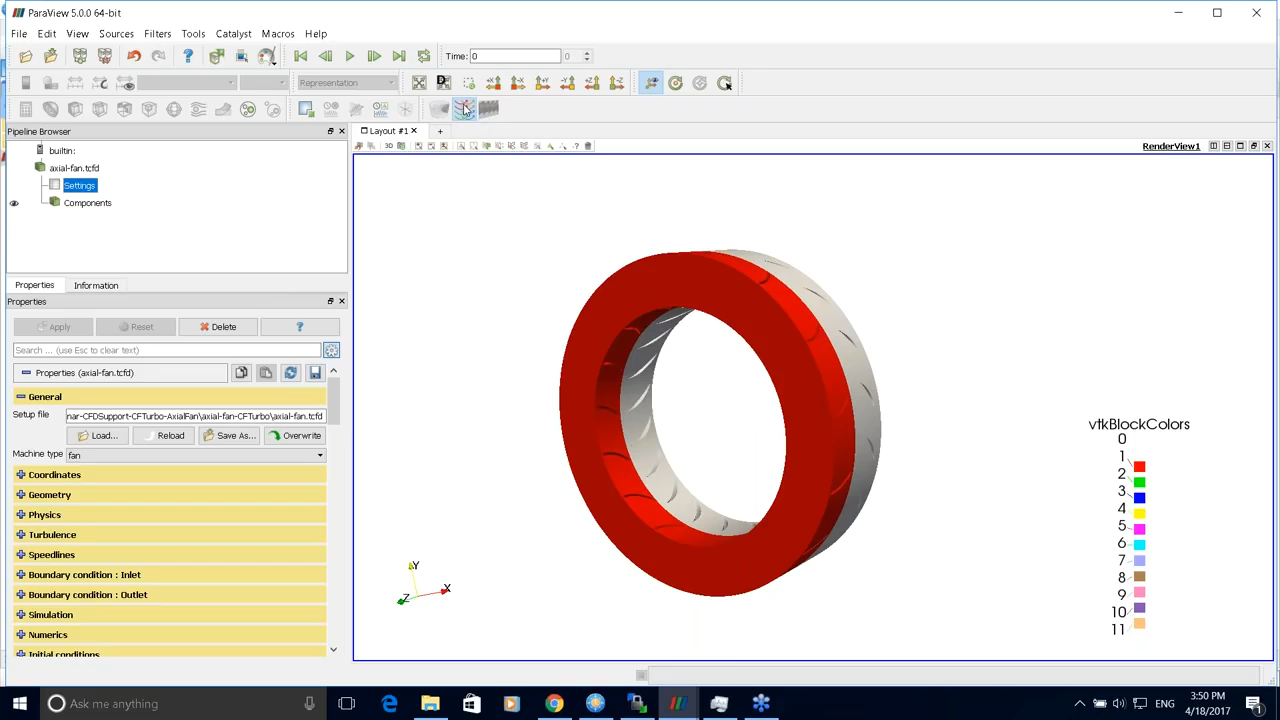 ParaView 5.0.0 64-bit
File Edit View Sources Filters Tools Catalyst Macros Help
Time: 0 0
Representation
Pipeline Browser
Layout #1
3D
RenderView1
builtin:
axial-fan.tcfd
Settings
Components
Properties Information
Properties
Apply Reset Delete ?
Search ... (use Esc to clear text)
Properties (axial-fan.tcfd)
General
Setup file nar-CFDSupport-CFTurbo-AxialFan\axial-fan-CFTurbo\axial-fan.tcfd
Load... Reload Save As... Overwrite
Machine type fan
Coordinates
Geometry
Physics
Turbulence
Speedlines
Boundary condition : Inlet
Boundary condition : Outlet
Simulation
Numerics
Initial conditions
Y
X
Z
vtkBlockColors
0
1
2
3
4
5
6
7
8
9
10
11
Ask me anything
ENG
3:50 PM
4/18/2017
1